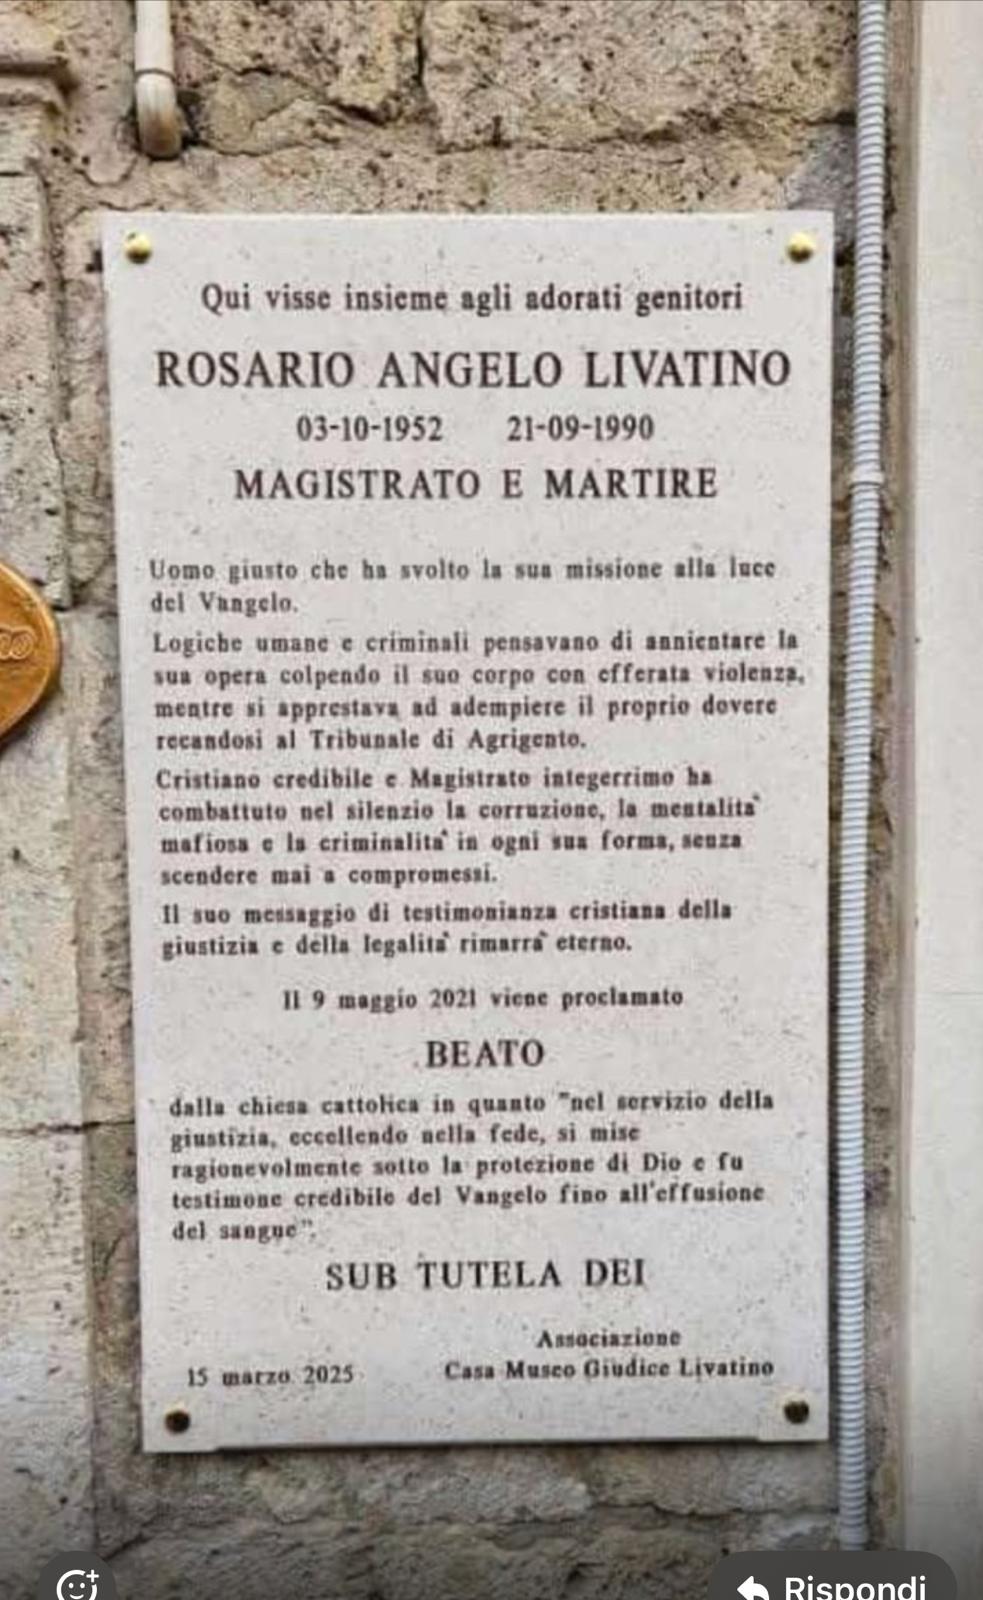 Qui visse insieme agli adorati genitori
ROSARIO ANGELO LIVATINO
03-10-1952 21-09-1990
MAGISTRATO E MARTIRE
Uomo giusto che ha svolto la sua missione alla luce
del Vangelo.
Logiche umane e criminali pensavano di annientare la
sua opera colpendo il suo corpo con efferata violenza,
mentre si apprestava ad adempiere il proprio dovere
recandosi al Tribunale di Agrigento.
Cristiano credibile e Magistrato integerrimo ha
combattuto nel silenzio la corruzione, la mentalita`
mafiosa e la criminalita` in ogni sua forma, senza
scendere mai a compromessi.
Il suo messaggio di testimonianza cristiana della
giustizia e della legalita` rimarra` eterno.
Il 9 maggio 2021 viene proclamato
BEATO
dalla chiesa cattolica in quanto "nel servizio della
giustizia, eccellendo nella fede, si mise
ragionevolmente sotto la protezione di Dio e fu
testimone credibile del Vangelo fino all'effusione
del sangue".
SUB TUTELA DEI
Associazione
15 marzo 2025 Casa Museo Giudice Livatino
Rispondi